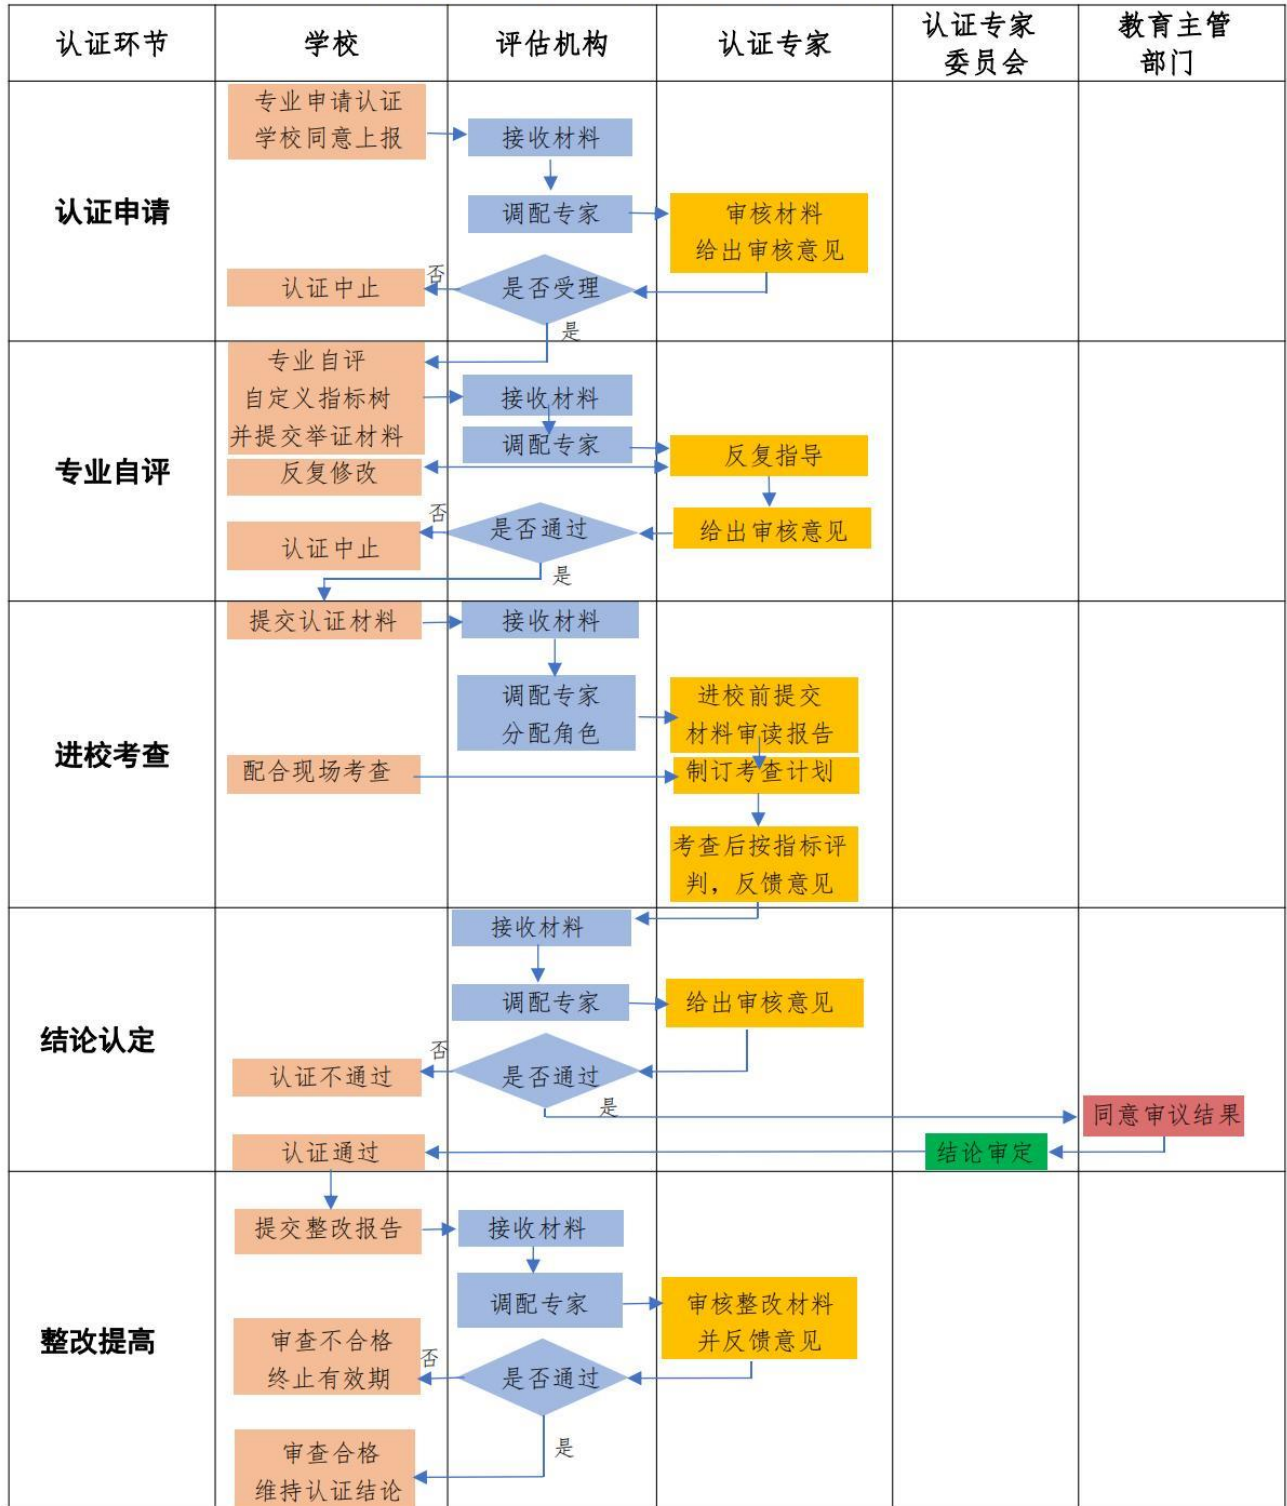 认证环节
学校
评估机构
认证专家
认证专家
委员会
教育主管
部门
认证申请
专业申请认证
学校同意上报
接收材料
调配专家
审核材料
给出审核意见
是否受理
否
认证中止
是
专业自评
专业自评
自定义指标树
并提交举证材料
接收材料
调配专家
反复指导
反复修改
给出审核意见
是否通过
否
认证中止
是
进校考查
提交认证材料
接收材料
调配专家
分配角色
进校前提交
材料审读报告
配合现场考查
制订考查计划
考查后按指标评
判，反馈意见
结论认定
接收材料
调配专家
给出审核意见
是否通过
否
认证不通过
是
同意审议结果
结论审定
认证通过
整改提高
提交整改报告
接收材料
调配专家
审核整改材料
并反馈意见
是否通过
否
审查不合格
终止有效期
是
审查合格
维持认证结论